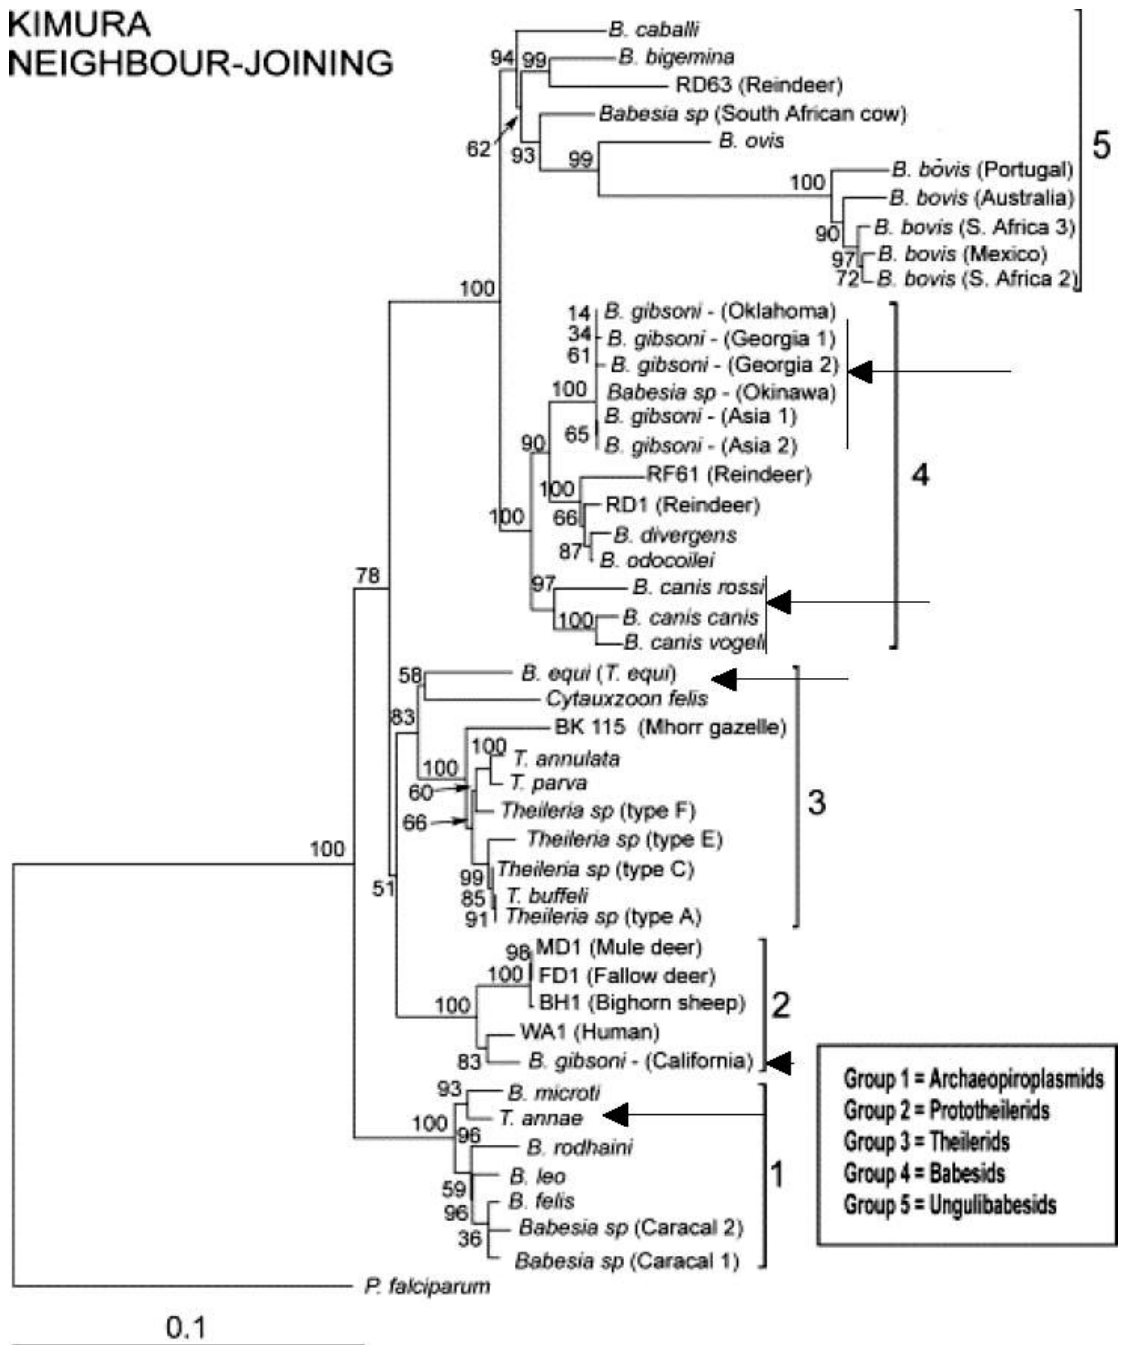 KIMURA
NEIGHBOUR-JOINING
B. caballi
94
99
B. bigemina
RD63 (Reindeer)
Babesia sp (South African cow)
62
93
99
B. ovis
5
100
B. bovis (Portugal)
B. bovis (Australia)
90
B. bovis (S. Africa 3)
97
B. bovis (Mexico)
72
B. bovis (S. Africa 2)
100
14
B. gibsoni - (Oklahoma)
34
B. gibsoni - (Georgia 1)
61
B. gibsoni - (Georgia 2)
100
Babesia sp - (Okinawa)
B. gibsoni - (Asia 1)
65
90
B. gibsoni - (Asia 2)
RF61 (Reindeer)
4
100
RD1 (Reindeer)
100
66
B. divergens
87
B. odocoilei
78
97
B. canis rossi
100
B. canis canis
B. canis vogeli
58
B. equi (T. equi)
Cytauxzoon felis
83
BK 115 (Mhorr gazelle)
100
T. annulata
100
T. parva
60
Theileria sp (type F)
3
66
Theileria sp (type E)
100
Theileria sp (type C)
99
51
85
T. buffeli
91
Theileria sp (type A)
98
MD1 (Mule deer)
100
FD1 (Fallow deer)
100
BH1 (Bighorn sheep)
2
WA1 (Human)
83
B. gibsoni - (California)
Group 1 = Archaeopiroplasmids
Group 2 = Prototheilerids
Group 3 = Theilerids
Group 4 = Babesids
Group 5 = Ungulibabesids
93
B. microti
100
T. annae
96
B. rodhaini
1
B. leo
59
B. felis
96
Babesia sp (Caracal 2)
36
Babesia sp (Caracal 1)
P. falciparum
0.1